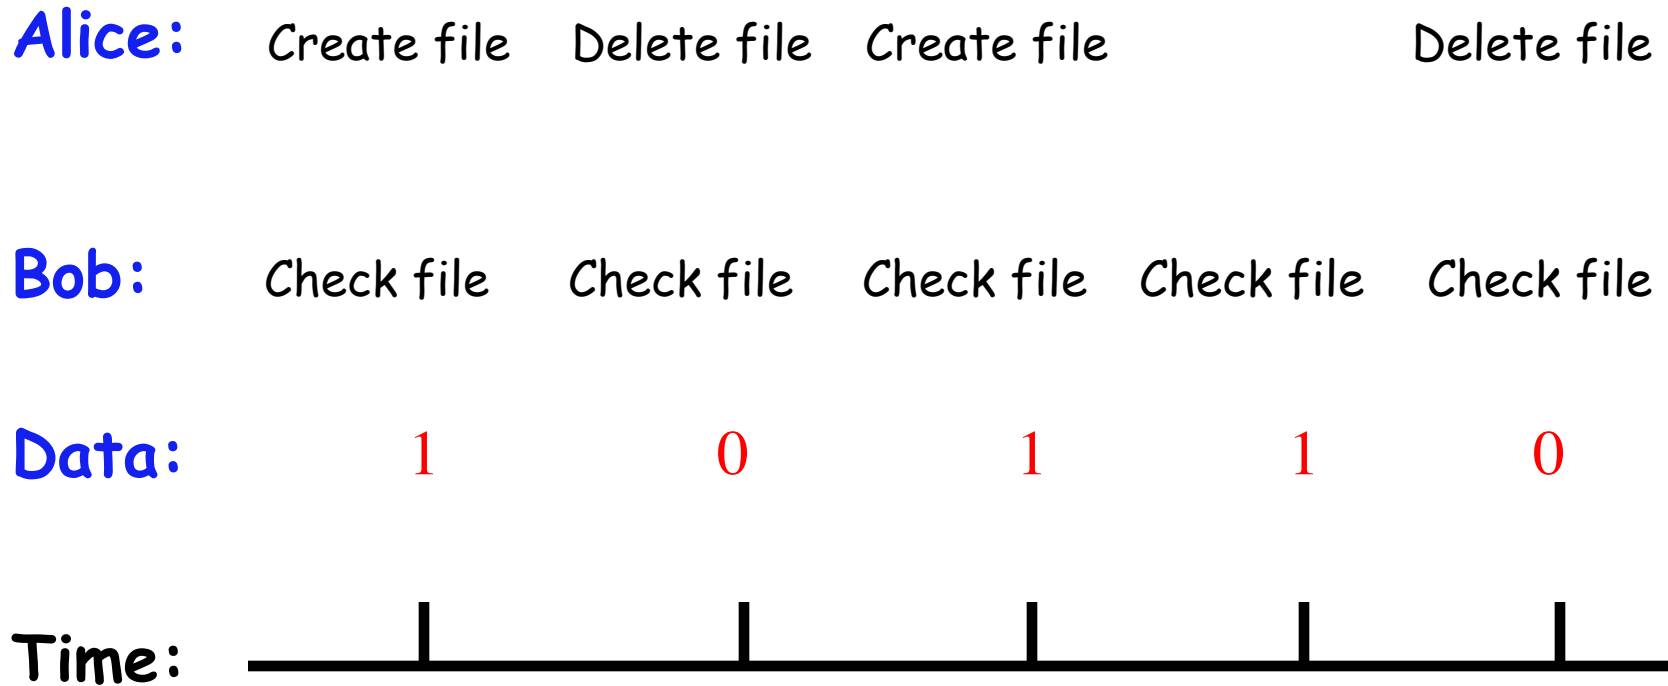 Alice: Create file Delete file Create file Delete file
Bob: Check file Check file Check file Check file Check file
Data: 1 0 1 1 0
Time: